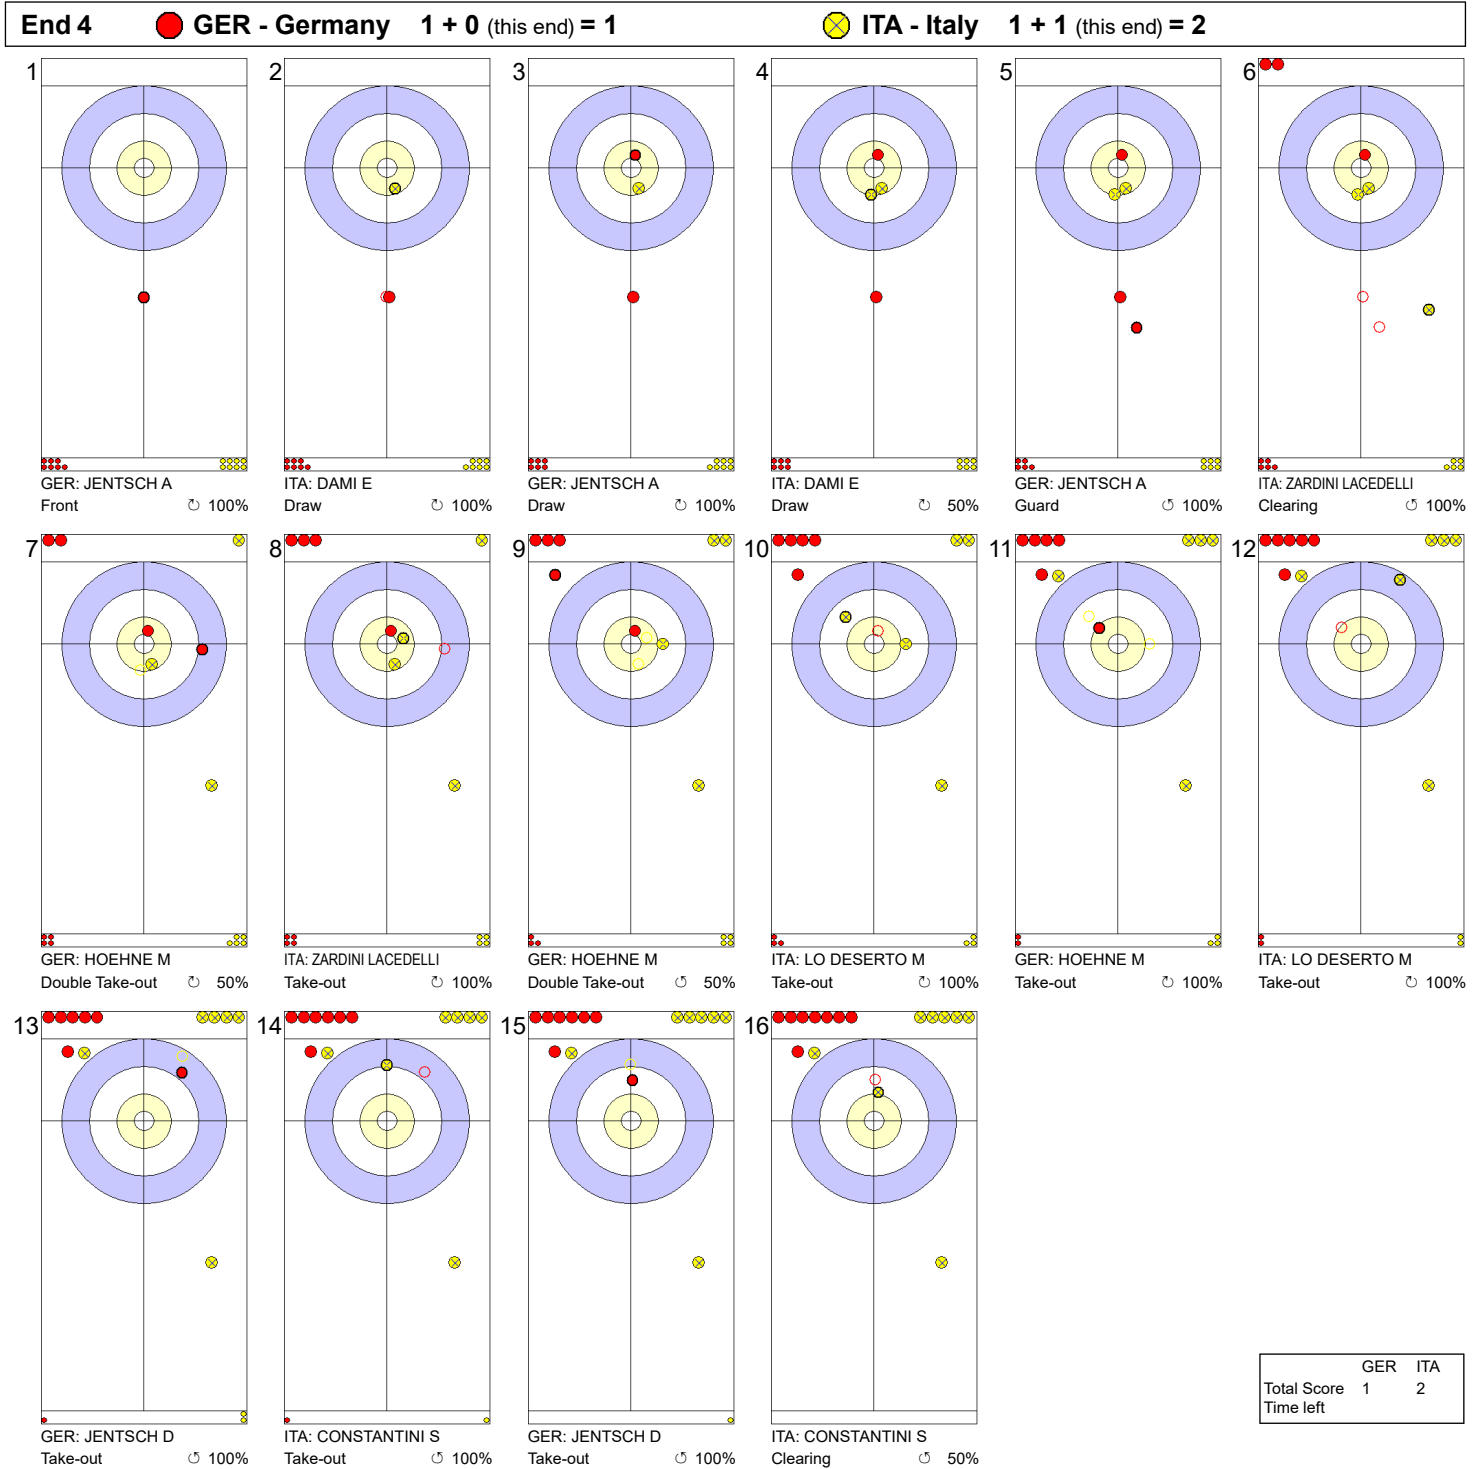 End 4 GER - Germany 1 + 0 (this end) = 1 ITA - Italy 1 + 1 (this end) = 2
1 2 3 4 5 6
GER: JENTSCH A
Front ↻ 100%
ITA: DAMI E
Draw ↻ 100%
GER: JENTSCH A
Draw ↻ 100%
ITA: DAMI E
Draw ↻ 50%
GER: JENTSCH A
Guard ↻ 100%
ITA: ZARDINI LACEDELLI
Clearing ↻ 100%
7 8 9 10 11 12
GER: HOEHNE M
Double Take-out ↻ 50%
ITA: ZARDINI LACEDELLI
Take-out ↻ 100%
GER: HOEHNE M
Double Take-out ↺ 50%
ITA: LO DESERTO M
Take-out ↻ 100%
GER: HOEHNE M
Take-out ↻ 100%
ITA: LO DESERTO M
Take-out ↻ 100%
13 14 15 16
GER: JENTSCH D
Take-out ↺ 100%
ITA: CONSTANTINI S
Take-out ↺ 100%
GER: JENTSCH D
Take-out ↺ 100%
ITA: CONSTANTINI S
Clearing ↺ 50%
GER ITA
Total Score 1 2
Time left